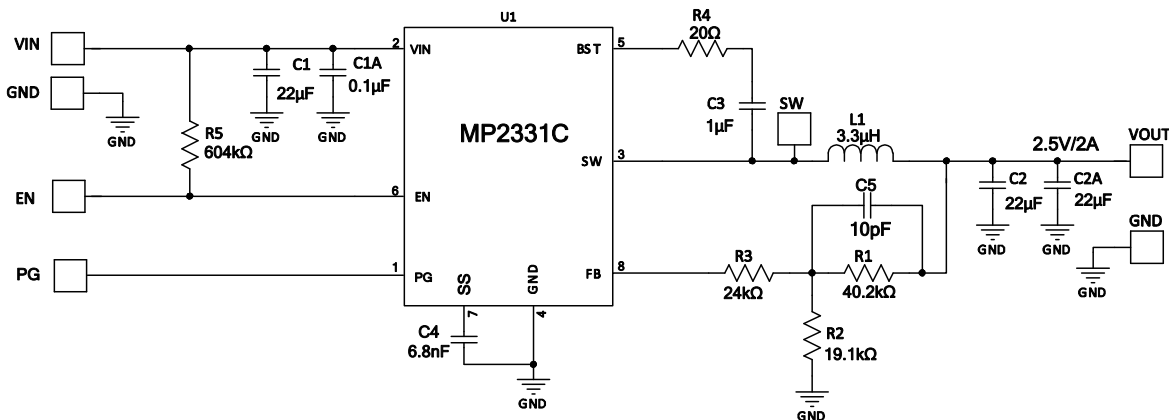 U1
VIN
2
VIN
C1
22µF
C1A
0.1µF
GND
GND
GND
GND
R5
604kΩ
EN
6
EN
PG
1
PG
MP2331C
BST
5
R4
20Ω
C3
1µF
SW
SW
3
L1
3.3µH
2.5V/2A
VOUT
C2
22µF
C2A
22µF
GND
GND
GND
GND
C5
10pF
FB
8
R3
24kΩ
R1
40.2kΩ
R2
19.1kΩ
GND
SS
7
GND
4
C4
6.8nF
GND